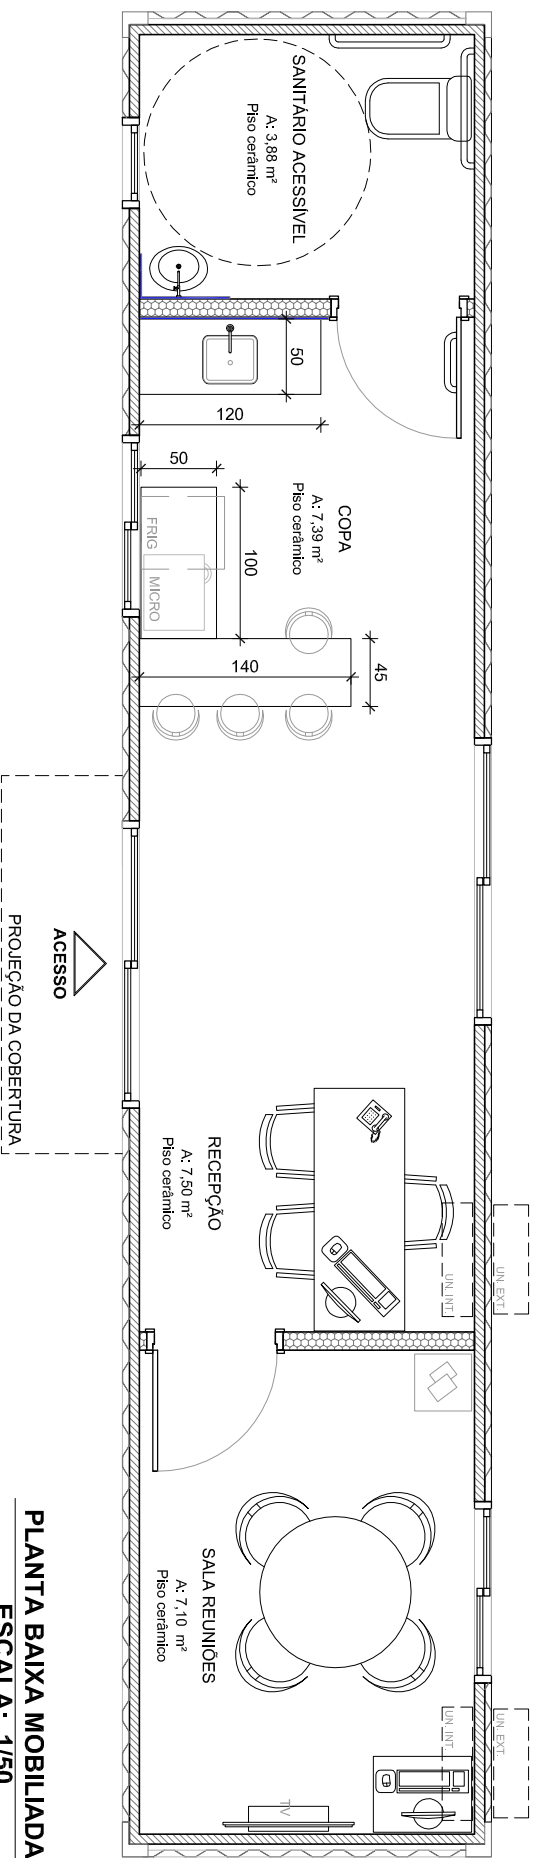 SANITÁRIO ACESSÍVEL
A: 3,88 m²
Piso cerâmico
50
120
50
COPA
A: 7,39 m²
Piso cerâmico
FRIG
MICRO
100
140
45
ACESSO
PROJEÇÃO DA COBERTURA
RECEPÇÃO
A: 7,50 m²
Piso cerâmico
UN. INT.
UN. EXT.
SALA REUNIÕES
A: 7,10 m²
Piso cerâmico
UN. INT.
UN. EXT.
TV
PLANTA BAIXA MOBILIADA
ESCALA: 1/50